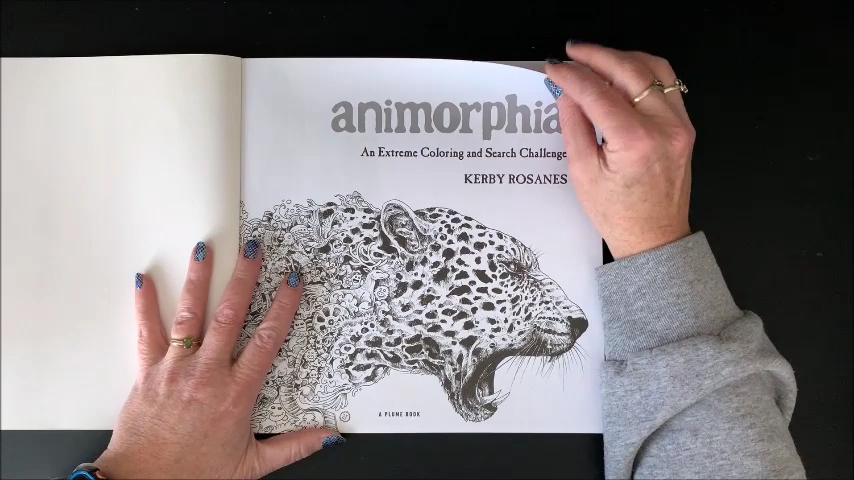 animorphia
An Extreme Coloring and Search Challenge
KERBY ROSANES
A PLUME BOOK